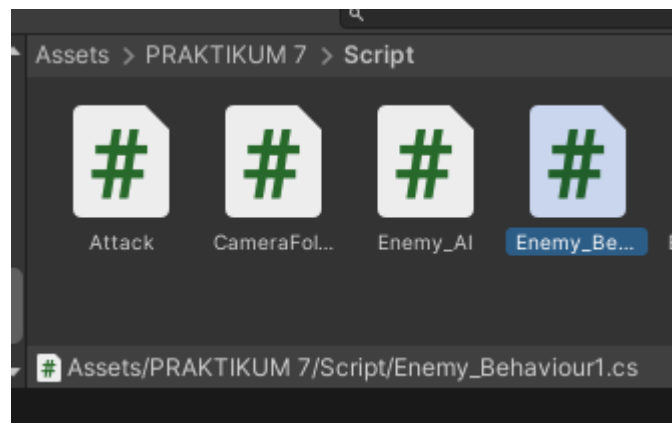 Assets > PRAKTIKUM 7 > Script
Attack CameraFol... Enemy_AI Enemy_Be...
Assets/PRAKTIKUM 7/Script/Enemy_Behaviour1.cs